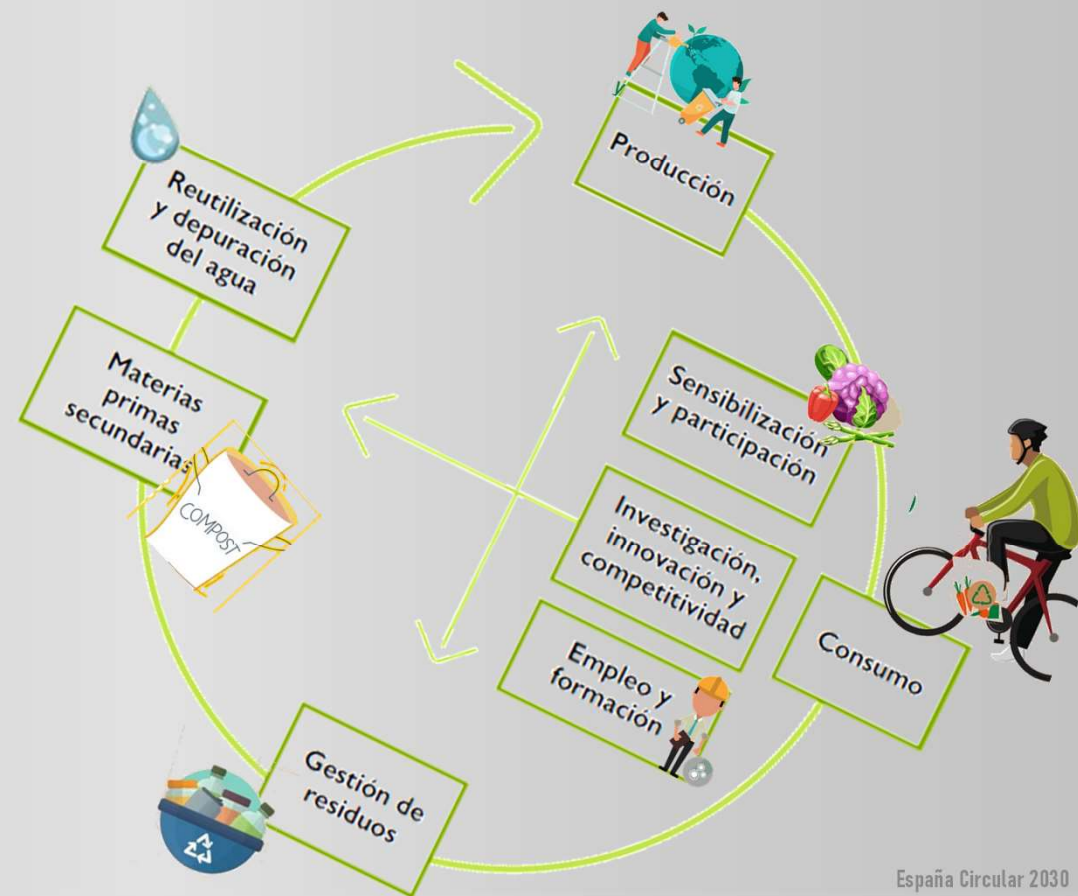 Producción
Reutilización
y depuración
del agua
Materias
primas
secundarias
COMPOST
Sensibilización
y participación
Investigación,
innovación y
competitividad
Empleo y
formación
Consumo
Gestión de
residuos
España Circular 2030